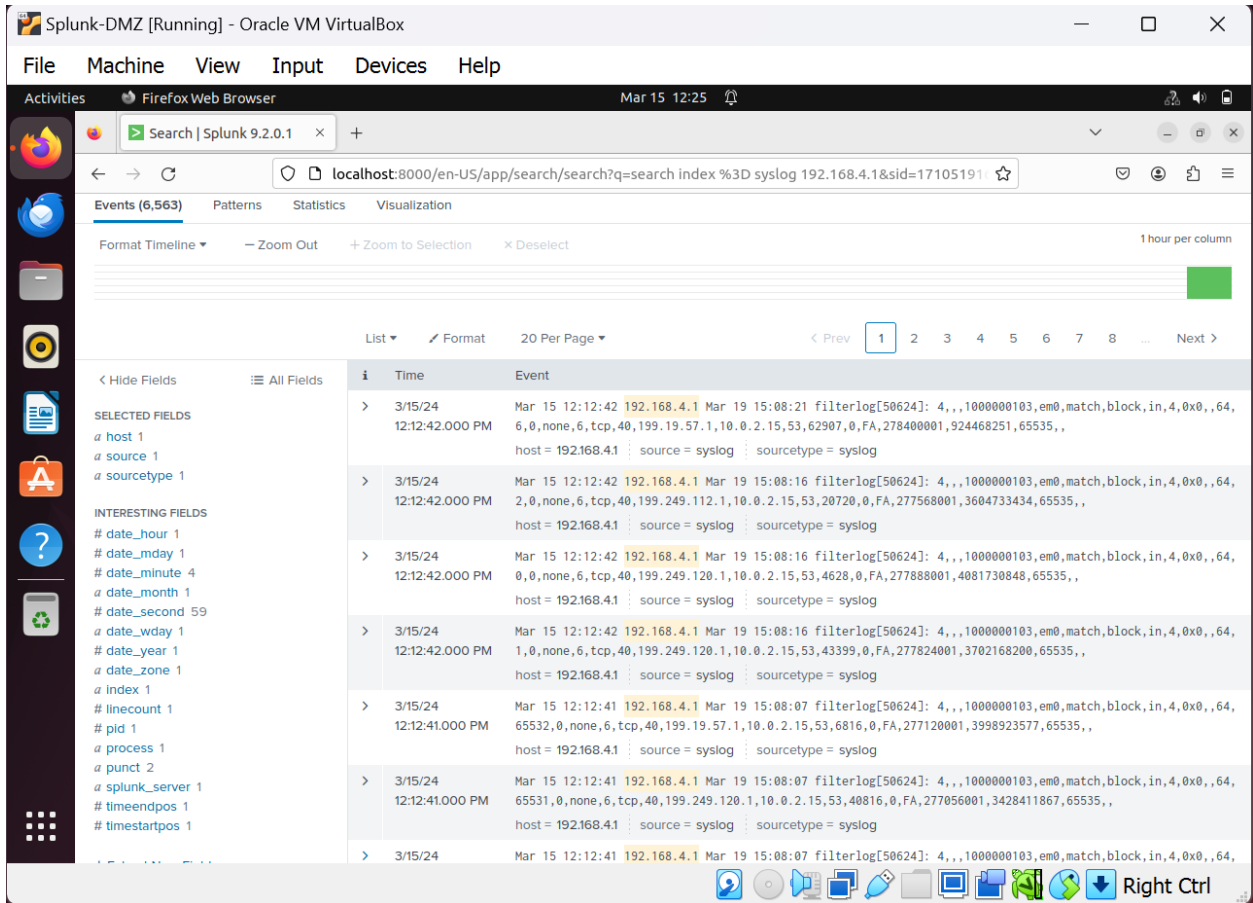 Splunk-DMZ [Running] - Oracle VM VirtualBox
File Machine View Input Devices Help
Activities Firefox Web Browser Mar 15 12:25
Search | Splunk 9.2.0.1 × +
localhost:8000/en-US/app/search/search?q=search index %3D syslog 192.168.4.1&sid=171051916
Events (6,563) Patterns Statistics Visualization
Format Timeline ▾ — Zoom Out + Zoom to Selection × Deselect 1 hour per column
List ▾ Format 20 Per Page ▾ < Prev 1 2 3 4 5 6 7 8 ... Next >
< Hide Fields All Fields
SELECTED FIELDS
a host 1
a source 1
a sourcetype 1
INTERESTING FIELDS
# date_hour 1
# date_mday 1
# date_minute 4
a date_month 1
# date_second 59
a date_wday 1
# date_year 1
a date_zone 1
a index 1
# linecount 1
# pid 1
a process 1
a punct 2
a splunk_server 1
# timeendpos 1
# timestartpos 1
i Time Event
> 3/15/24 Mar 15 12:12:42 192.168.4.1 Mar 19 15:08:21 filterlog[50624]: 4,,,1000000103,em0,match,block,in,4,0x0,,64,
12:12:42.000 PM 6,0,none,6,tcp,40,199.19.57.1,10.0.2.15,53,62907,0,FA,278400001,924468251,65535,,
host = 192.168.4.1 source = syslog sourcetype = syslog
> 3/15/24 Mar 15 12:12:42 192.168.4.1 Mar 19 15:08:16 filterlog[50624]: 4,,,1000000103,em0,match,block,in,4,0x0,,64,
12:12:42.000 PM 2,0,none,6,tcp,40,199.249.112.1,10.0.2.15,53,20720,0,FA,277568001,3604733434,65535,,
host = 192.168.4.1 source = syslog sourcetype = syslog
> 3/15/24 Mar 15 12:12:42 192.168.4.1 Mar 19 15:08:16 filterlog[50624]: 4,,,1000000103,em0,match,block,in,4,0x0,,64,
12:12:42.000 PM 0,0,none,6,tcp,40,199.249.120.1,10.0.2.15,53,4628,0,FA,277888001,4081730848,65535,,
host = 192.168.4.1 source = syslog sourcetype = syslog
> 3/15/24 Mar 15 12:12:42 192.168.4.1 Mar 19 15:08:16 filterlog[50624]: 4,,,1000000103,em0,match,block,in,4,0x0,,64,
12:12:42.000 PM 1,0,none,6,tcp,40,199.249.120.1,10.0.2.15,53,43399,0,FA,277824001,3702168200,65535,,
host = 192.168.4.1 source = syslog sourcetype = syslog
> 3/15/24 Mar 15 12:12:41 192.168.4.1 Mar 19 15:08:07 filterlog[50624]: 4,,,1000000103,em0,match,block,in,4,0x0,,64,
12:12:41.000 PM 65532,0,none,6,tcp,40,199.19.57.1,10.0.2.15,53,6816,0,FA,277120001,3998923577,65535,,
host = 192.168.4.1 source = syslog sourcetype = syslog
> 3/15/24 Mar 15 12:12:41 192.168.4.1 Mar 19 15:08:07 filterlog[50624]: 4,,,1000000103,em0,match,block,in,4,0x0,,64,
12:12:41.000 PM 65531,0,none,6,tcp,40,199.249.120.1,10.0.2.15,53,40816,0,FA,277056001,3428411867,65535,,
host = 192.168.4.1 source = syslog sourcetype = syslog
> 3/15/24 Mar 15 12:12:41 192.168.4.1 Mar 19 15:08:07 filterlog[50624]: 4,,,1000000103,em0,match,block,in,4,0x0,,64,
Right Ctrl